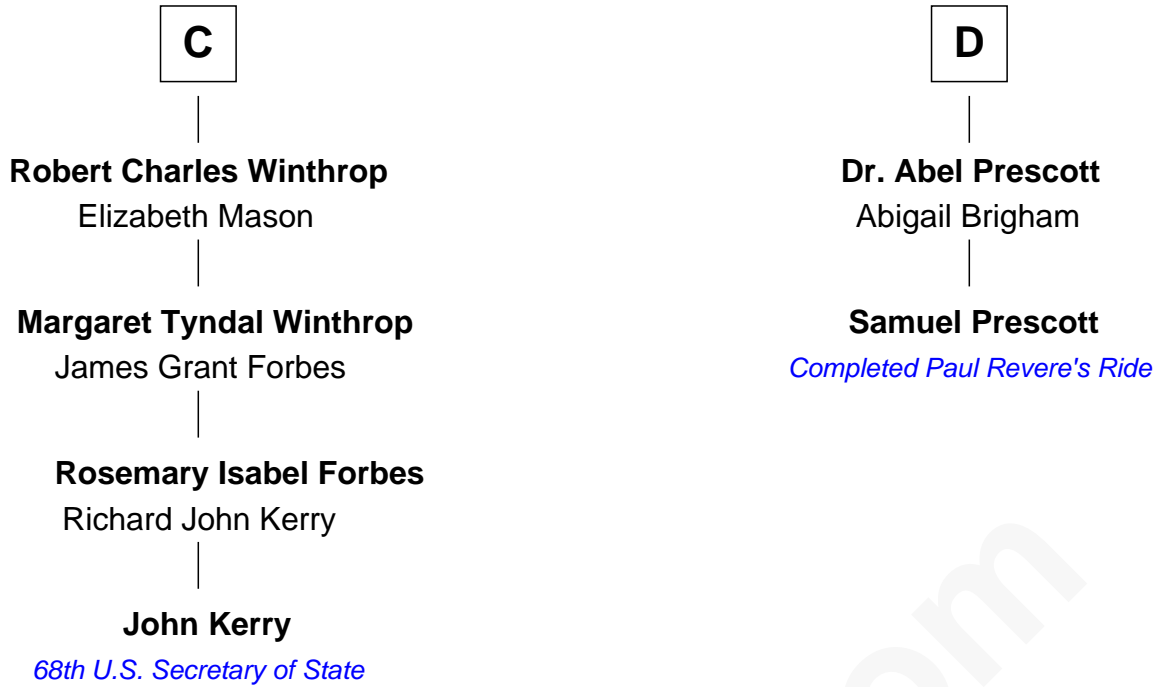 C
Robert Charles Winthrop
Elizabeth Mason
Margaret Tyndal Winthrop
James Grant Forbes
Rosemary Isabel Forbes
Richard John Kerry
John Kerry
68th U.S. Secretary of State
D
Dr. Abel Prescott
Abigail Brigham
Samuel Prescott
Completed Paul Revere's Ride
om